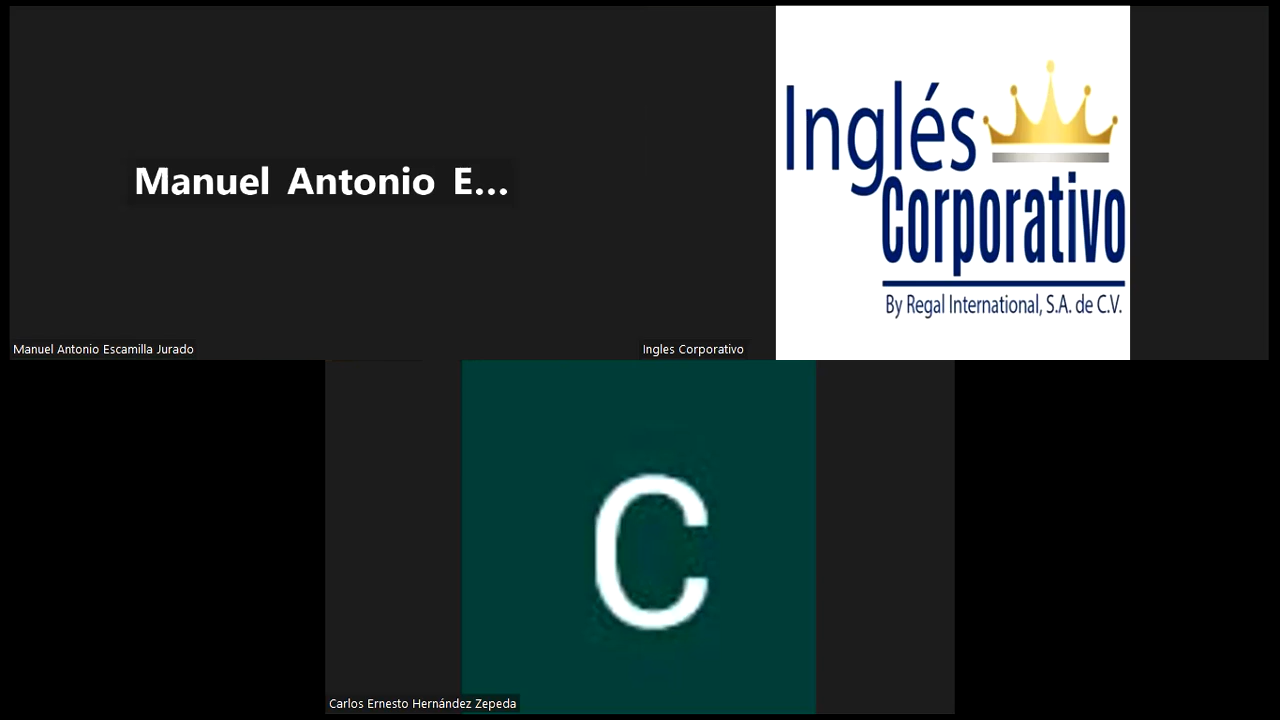 Manuel Antonio E...
Manuel Antonio Escamilla Jurado
Inglés
Corporativo
By Regal International, S.A. de C.V.
Ingles Corporativo
C
Carlos Ernesto Hernández Zepeda